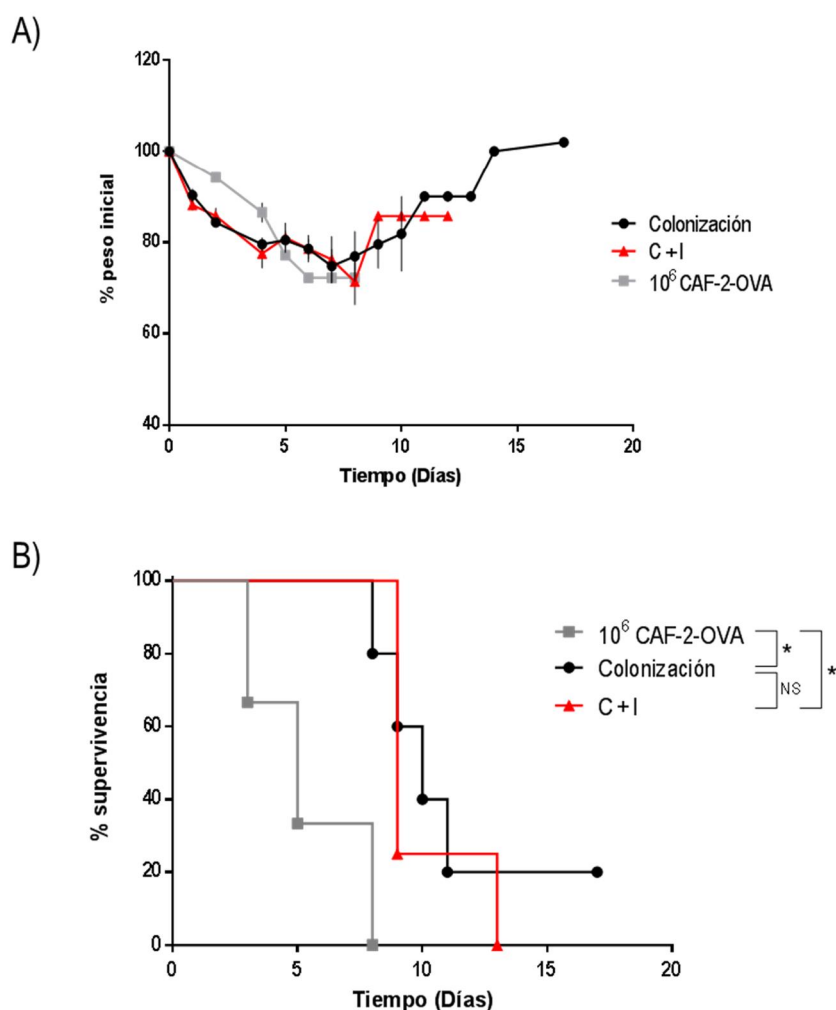 A)
120
100
80
60
40
% peso inicial
0
5
10
15
20
Tiempo (Días)
Colonización
C + I
10⁶ CAF-2-OVA
B)
100
80
60
40
20
0
% supervivencia
0
5
10
15
20
Tiempo (Días)
10⁶ CAF-2-OVA
Colonización
C + I
*
NS
*